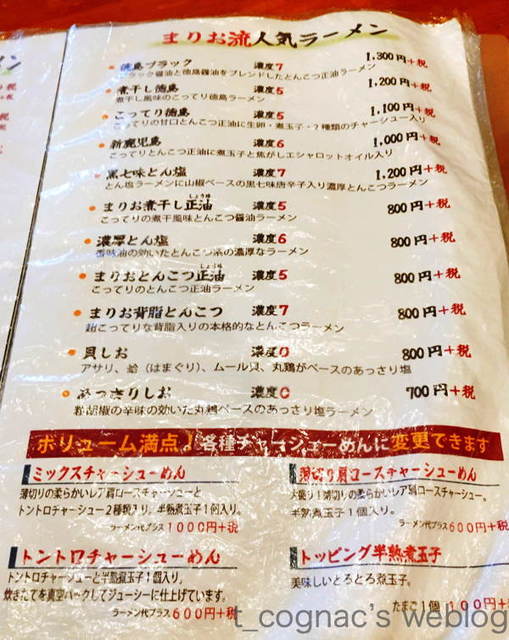 まりお流人気ラーメン
徳島ブラック 濃度7 1,300円+税
ブラック醤油と徳島醤油をブレンドしたとんこつ正油ラーメン
煮干し徳島 濃度5 1,200円+税
煮干し風味のこってり徳島ラーメン
こってり徳島 濃度5 1,100円+税
こってりの甘口とんこつ正油に生卵・煮玉子・?種類のチャーシュー入り
新鹿児島 濃度6 1,000円+税
こってりとんこつ正油に煮玉子と焦がしエシャロットオイル入り
黒七味とん塩 濃度7 1,200円+税
とん塩ラーメンに山椒ベースの黒七味唐辛子入り濃厚とんこつラーメン
まりお煮干し正油 濃度5 800円+税
しょうゆ
こってりの煮干風味とんこつ醤油ラーメン
濃厚とん塩 濃度6 800円+税
香味油の効いたとんこつ系の濃厚なラーメン
まりおとんこつ正油 濃度5 800円+税
しょうゆ
こってりのとんこつ正油ラーメン
まりお背脂とんこつ 濃度7 800円+税
超こってりな背脂入りの本格的なとんこつラーメン
貝しお 濃度0 800円+税
アサリ、蛤(はまぐり)、ムール貝、丸鶏がベースのあっさり塩
あっさりしお 濃度0 700円+税
粉胡椒の辛味の効いた丸鶏ベースのあっさり塩ラーメン
ボリューム満点!各種チャーシューめんに変更できます
ミックスチャーシューめん
薄切りの柔らかいレア肩ロースチャーシューと
トントロチャーシュー2種類入り、半熟煮玉子1個入り。
ラーメン代プラス1000円+税
薄切り肩ロースチャーシューめん
大盛り!薄切りの柔らかいレア肩ロースチャーシュー。
半熟煮玉子1個入り。
ラーメン代プラス600円+税
トントロチャーシューめん
トントロチャーシューと半熟煮玉子1個入り。
炊きたてを真空パックしてジューシーに仕上げています。
ラーメン代プラス600円+税
トッピング半熟煮玉子
美味しいとろとろ煮玉子。
たまご1個100円+税
t_cognac's weblog